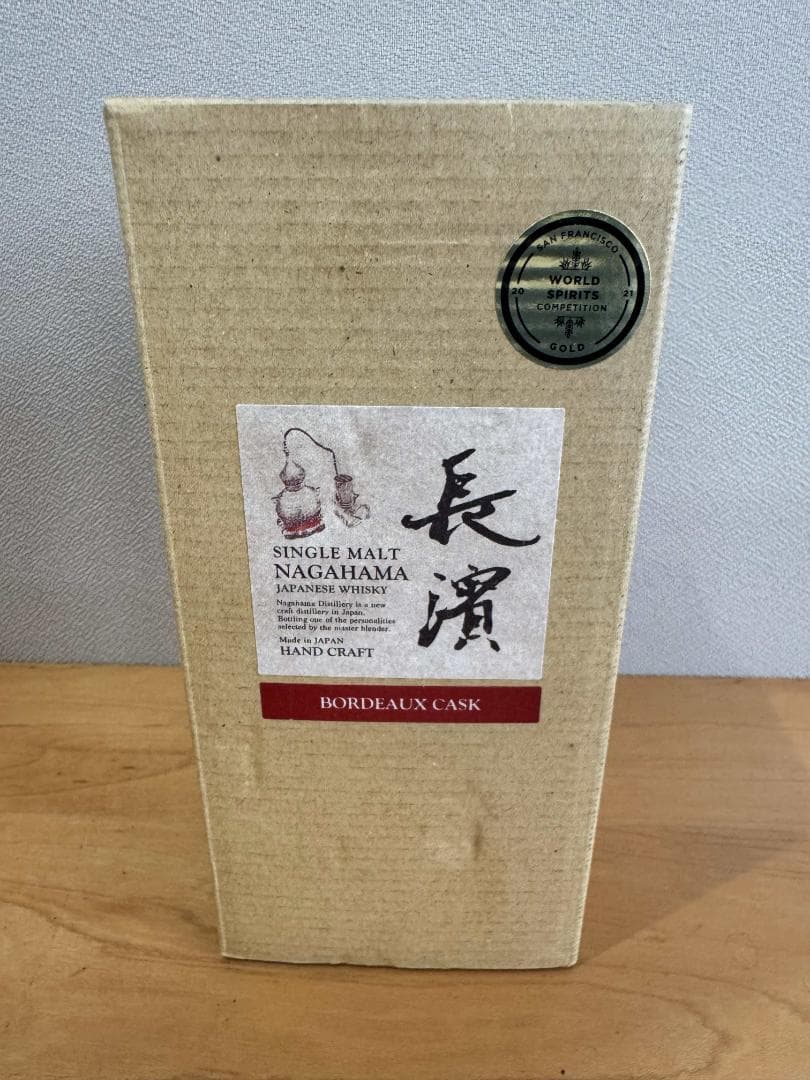 SAN FRANCISCO
WORLD
20 SPIRITS 21
COMPETITION
GOLD
長濱
SINGLE MALT
NAGAHAMA
JAPANESE WHISKY
Nagahama Distillery is a new
craft distillery in Japan.
Bottling one of the personalities
selected by the master blender.
Made in JAPAN
HAND CRAFT
BORDEAUX CASK